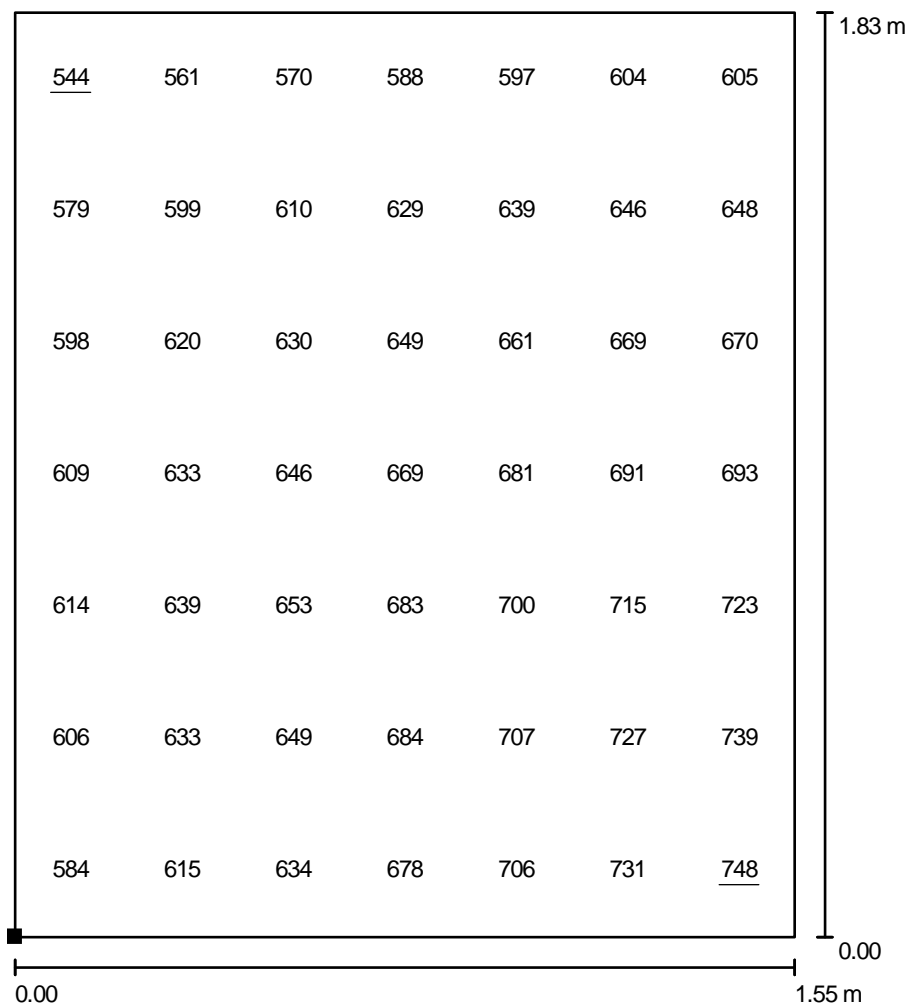 1.83 m
544 561 570 588 597 604 605
579 599 610 629 639 646 648
598 620 630 649 661 669 670
609 633 646 669 681 691 693
614 639 653 683 700 715 723
606 633 649 684 707 727 739
584 615 634 678 706 731 748
0.00
0.00 1.55 m